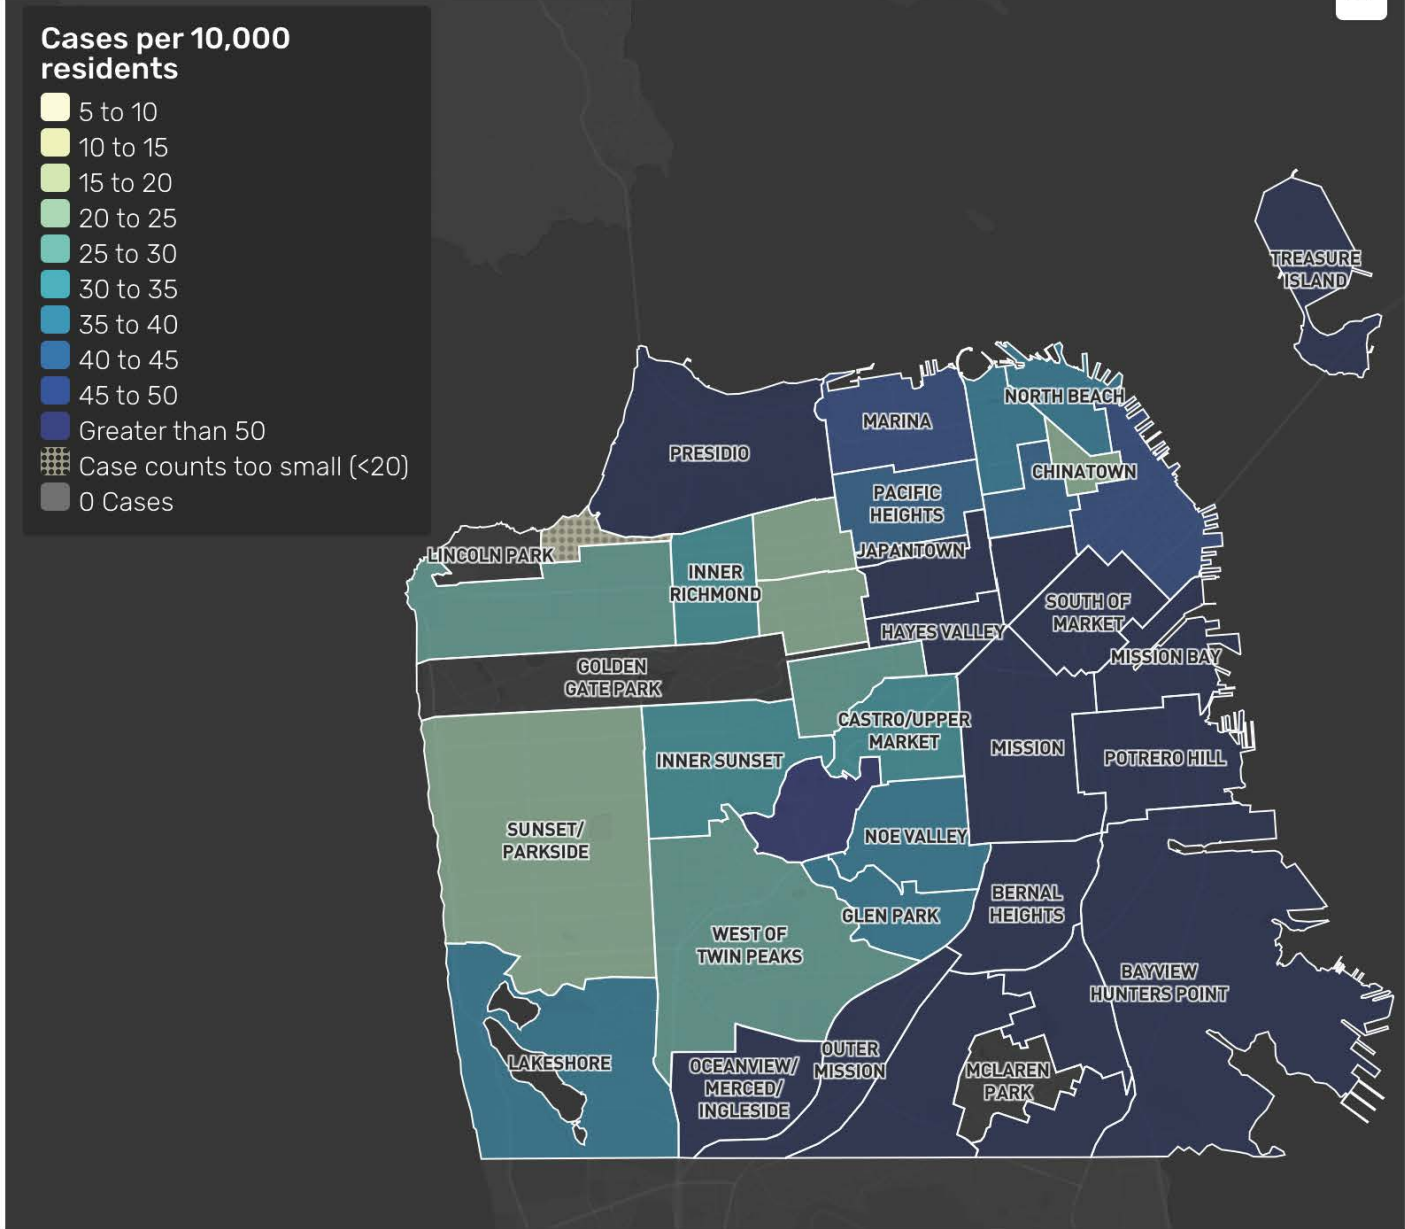 Cases per 10,000
residents
5 to 10
10 to 15
15 to 20
20 to 25
25 to 30
30 to 35
35 to 40
40 to 45
45 to 50
Greater than 50
Case counts too small (<20)
0 Cases
TREASURE
ISLAND
NORTH BEACH
MARINA
PRESIDIO
CHINATOWN
PACIFIC
HEIGHTS
JAPANTOWN
LINCOLN PARK
INNER
RICHMOND
SOUTH OF
MARKET
HAYES VALLEY
MISSION BAY
GOLDEN
GATE PARK
CASTRO/UPPER
MARKET
MISSION
POTRERO HILL
INNER SUNSET
SUNSET/
PARKSIDE
NOE VALLEY
BERNAL
HEIGHTS
GLEN PARK
WEST OF
TWIN PEAKS
BAYVIEW
HUNTERS POINT
LAKESHORE
OUTER
MISSION
OCEANVIEW/
MERCED/
INGLESIDE
MCLAREN
PARK